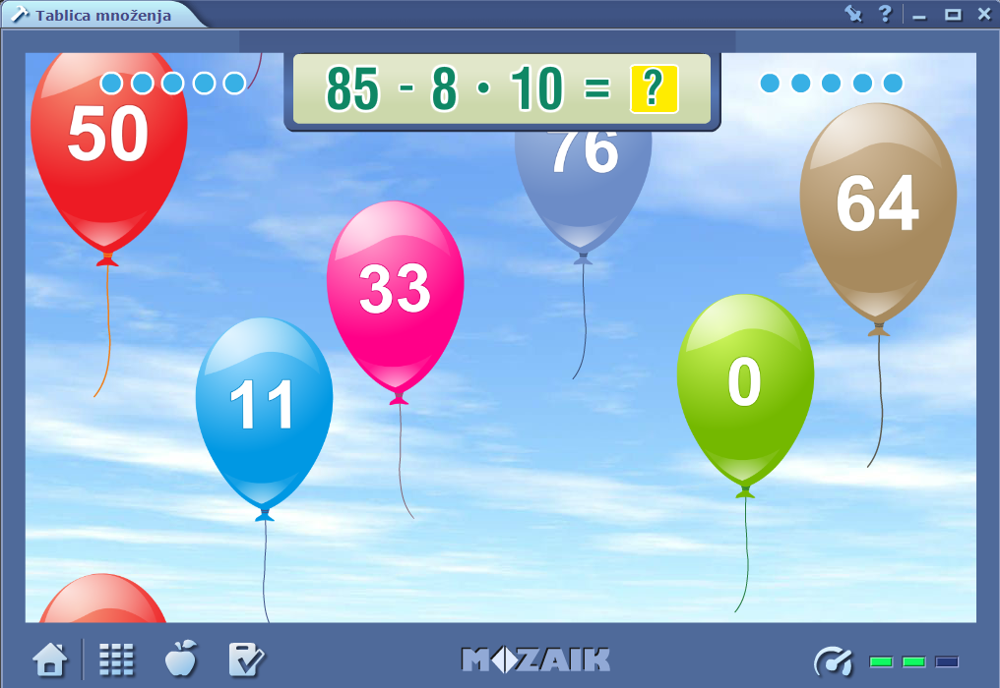 Tablica množenja
?
85 - 8 · 10 = ?
50
76
64
33
11
0
MOZAIK